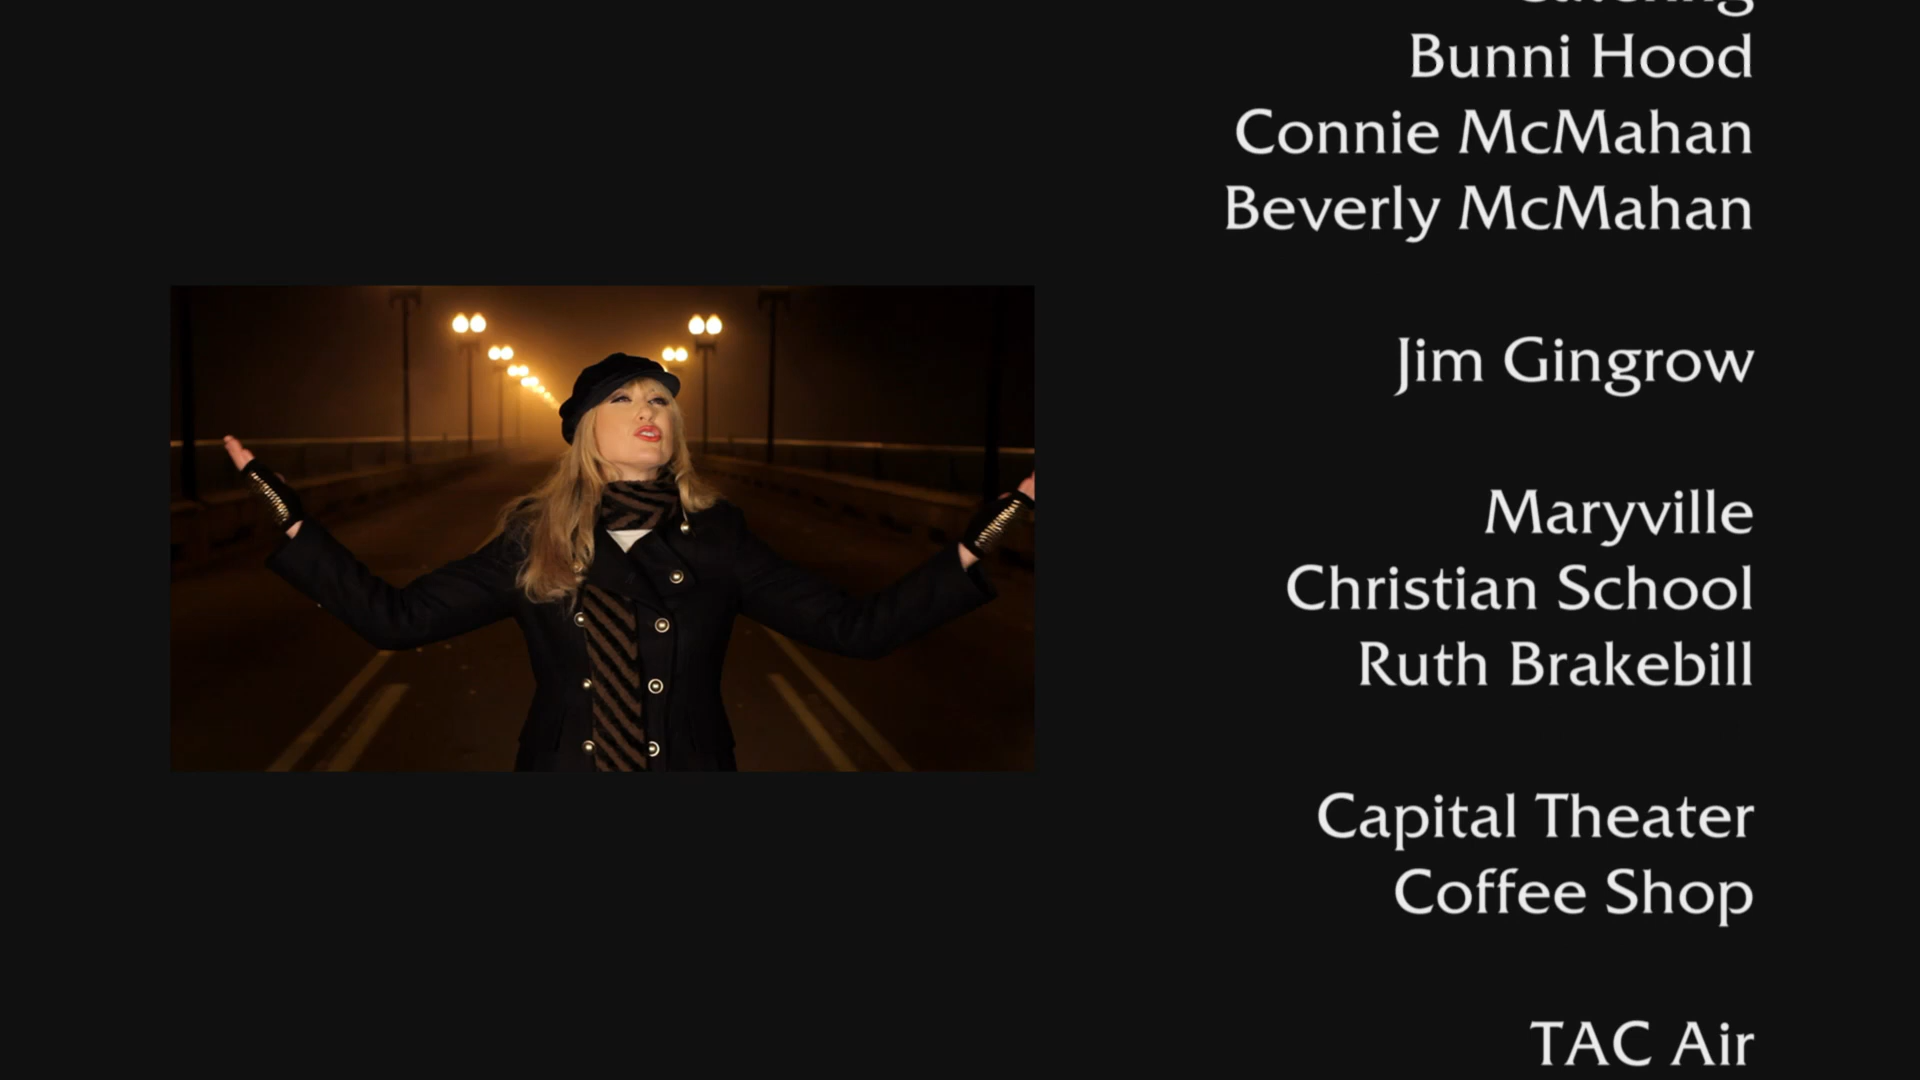 Catering
Bunni Hood
Connie McMahan
Beverly McMahan
Jim Gingrow
Maryville
Christian School
Ruth Brakebill
Capital Theater
Coffee Shop
TAC Air